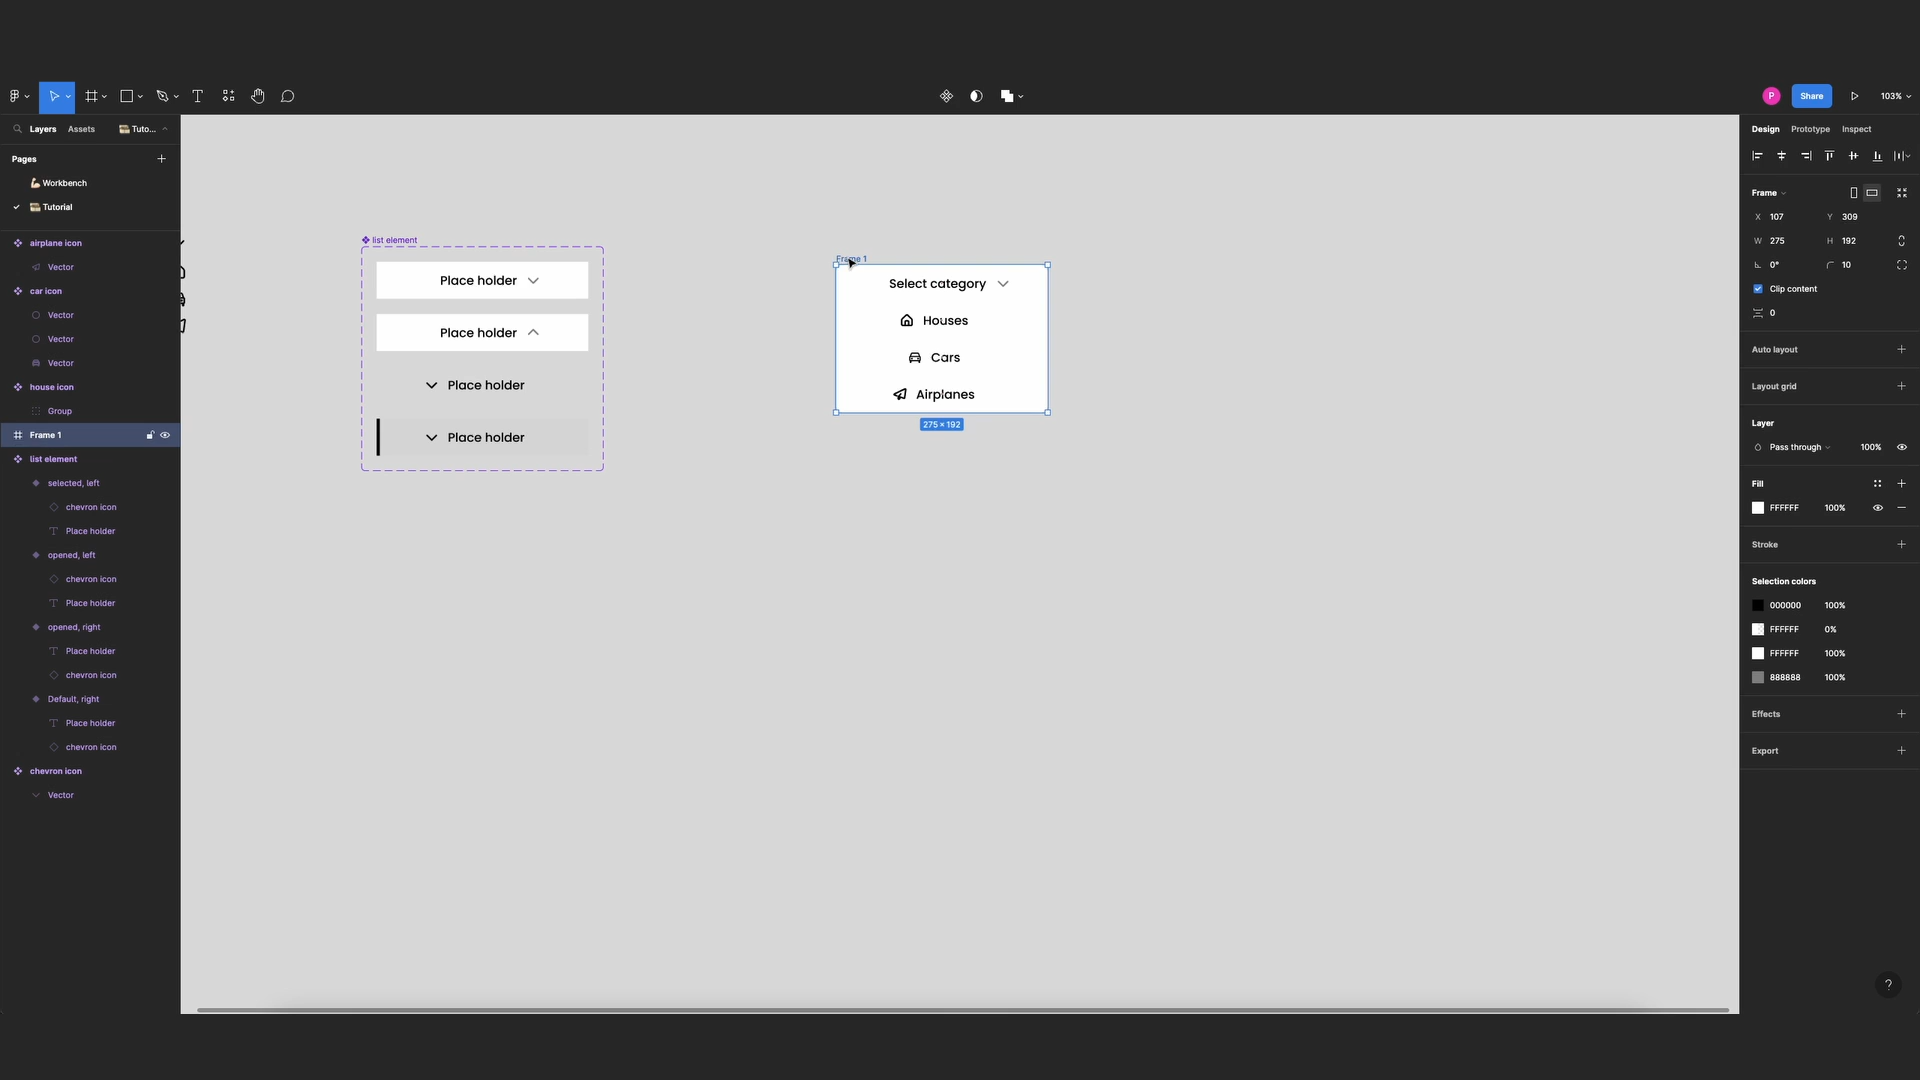 P
Share
103%
Layers
Assets
Tuto...
Pages
Workbench
Tutorial
airplane icon
Vector
car icon
Vector
Vector
Vector
house icon
Group
Frame 1
list element
selected, left
chevron icon
Place holder
opened, left
chevron icon
Place holder
opened, right
Place holder
chevron icon
Default, right
Place holder
chevron icon
chevron icon
Vector
list element
Place holder
Place holder
Place holder
Place holder
Frame 1
Select category
Houses
Cars
Airplanes
275 × 192
Design
Prototype
Inspect
Frame
X 107
Y 309
W 275
H 192
0°
10
Clip content
0
Auto layout
Layout grid
Layer
Pass through
100%
Fill
FFFFFF 100%
Stroke
Selection colors
000000 100%
FFFFFF 0%
FFFFFF 100%
888888 100%
Effects
Export
?